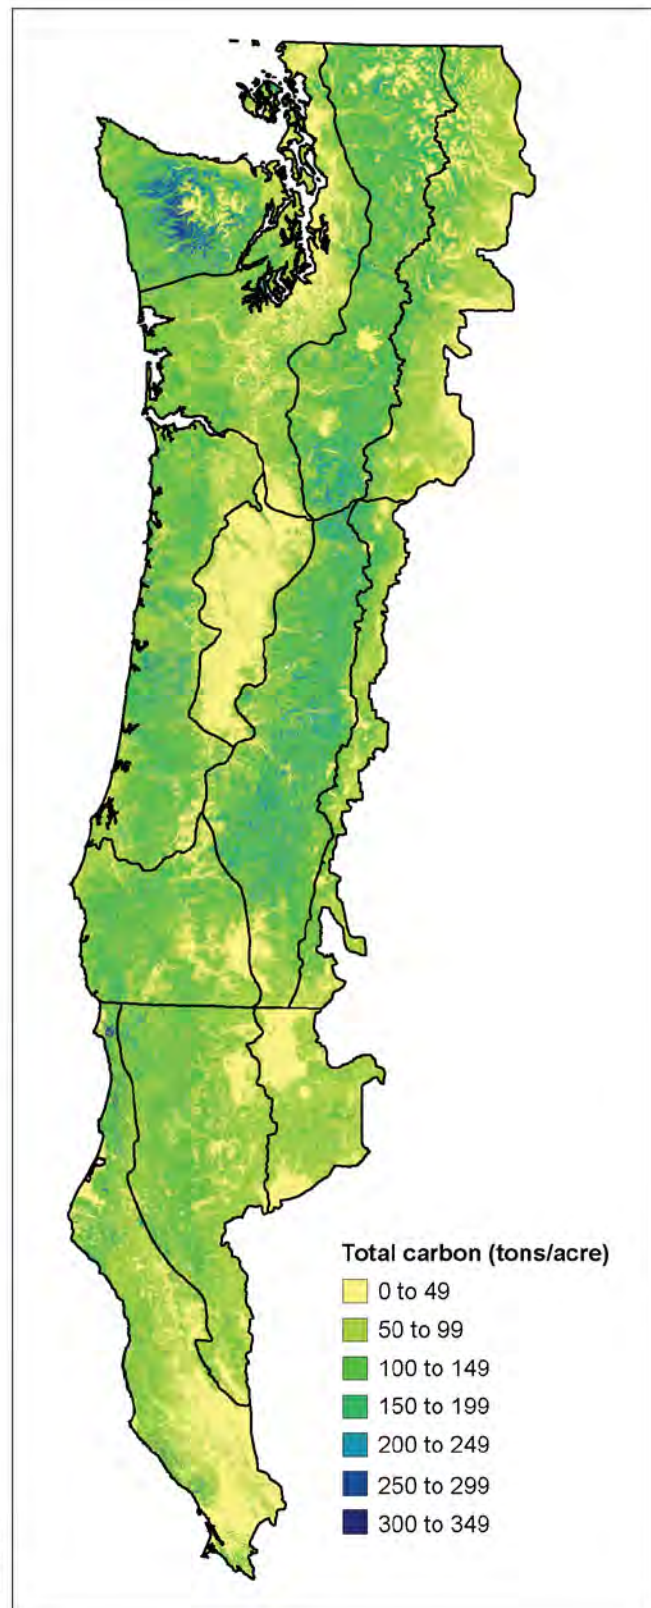 Total carbon (tons/acre)
0 to 49
50 to 99
100 to 149
150 to 199
200 to 249
250 to 299
300 to 349